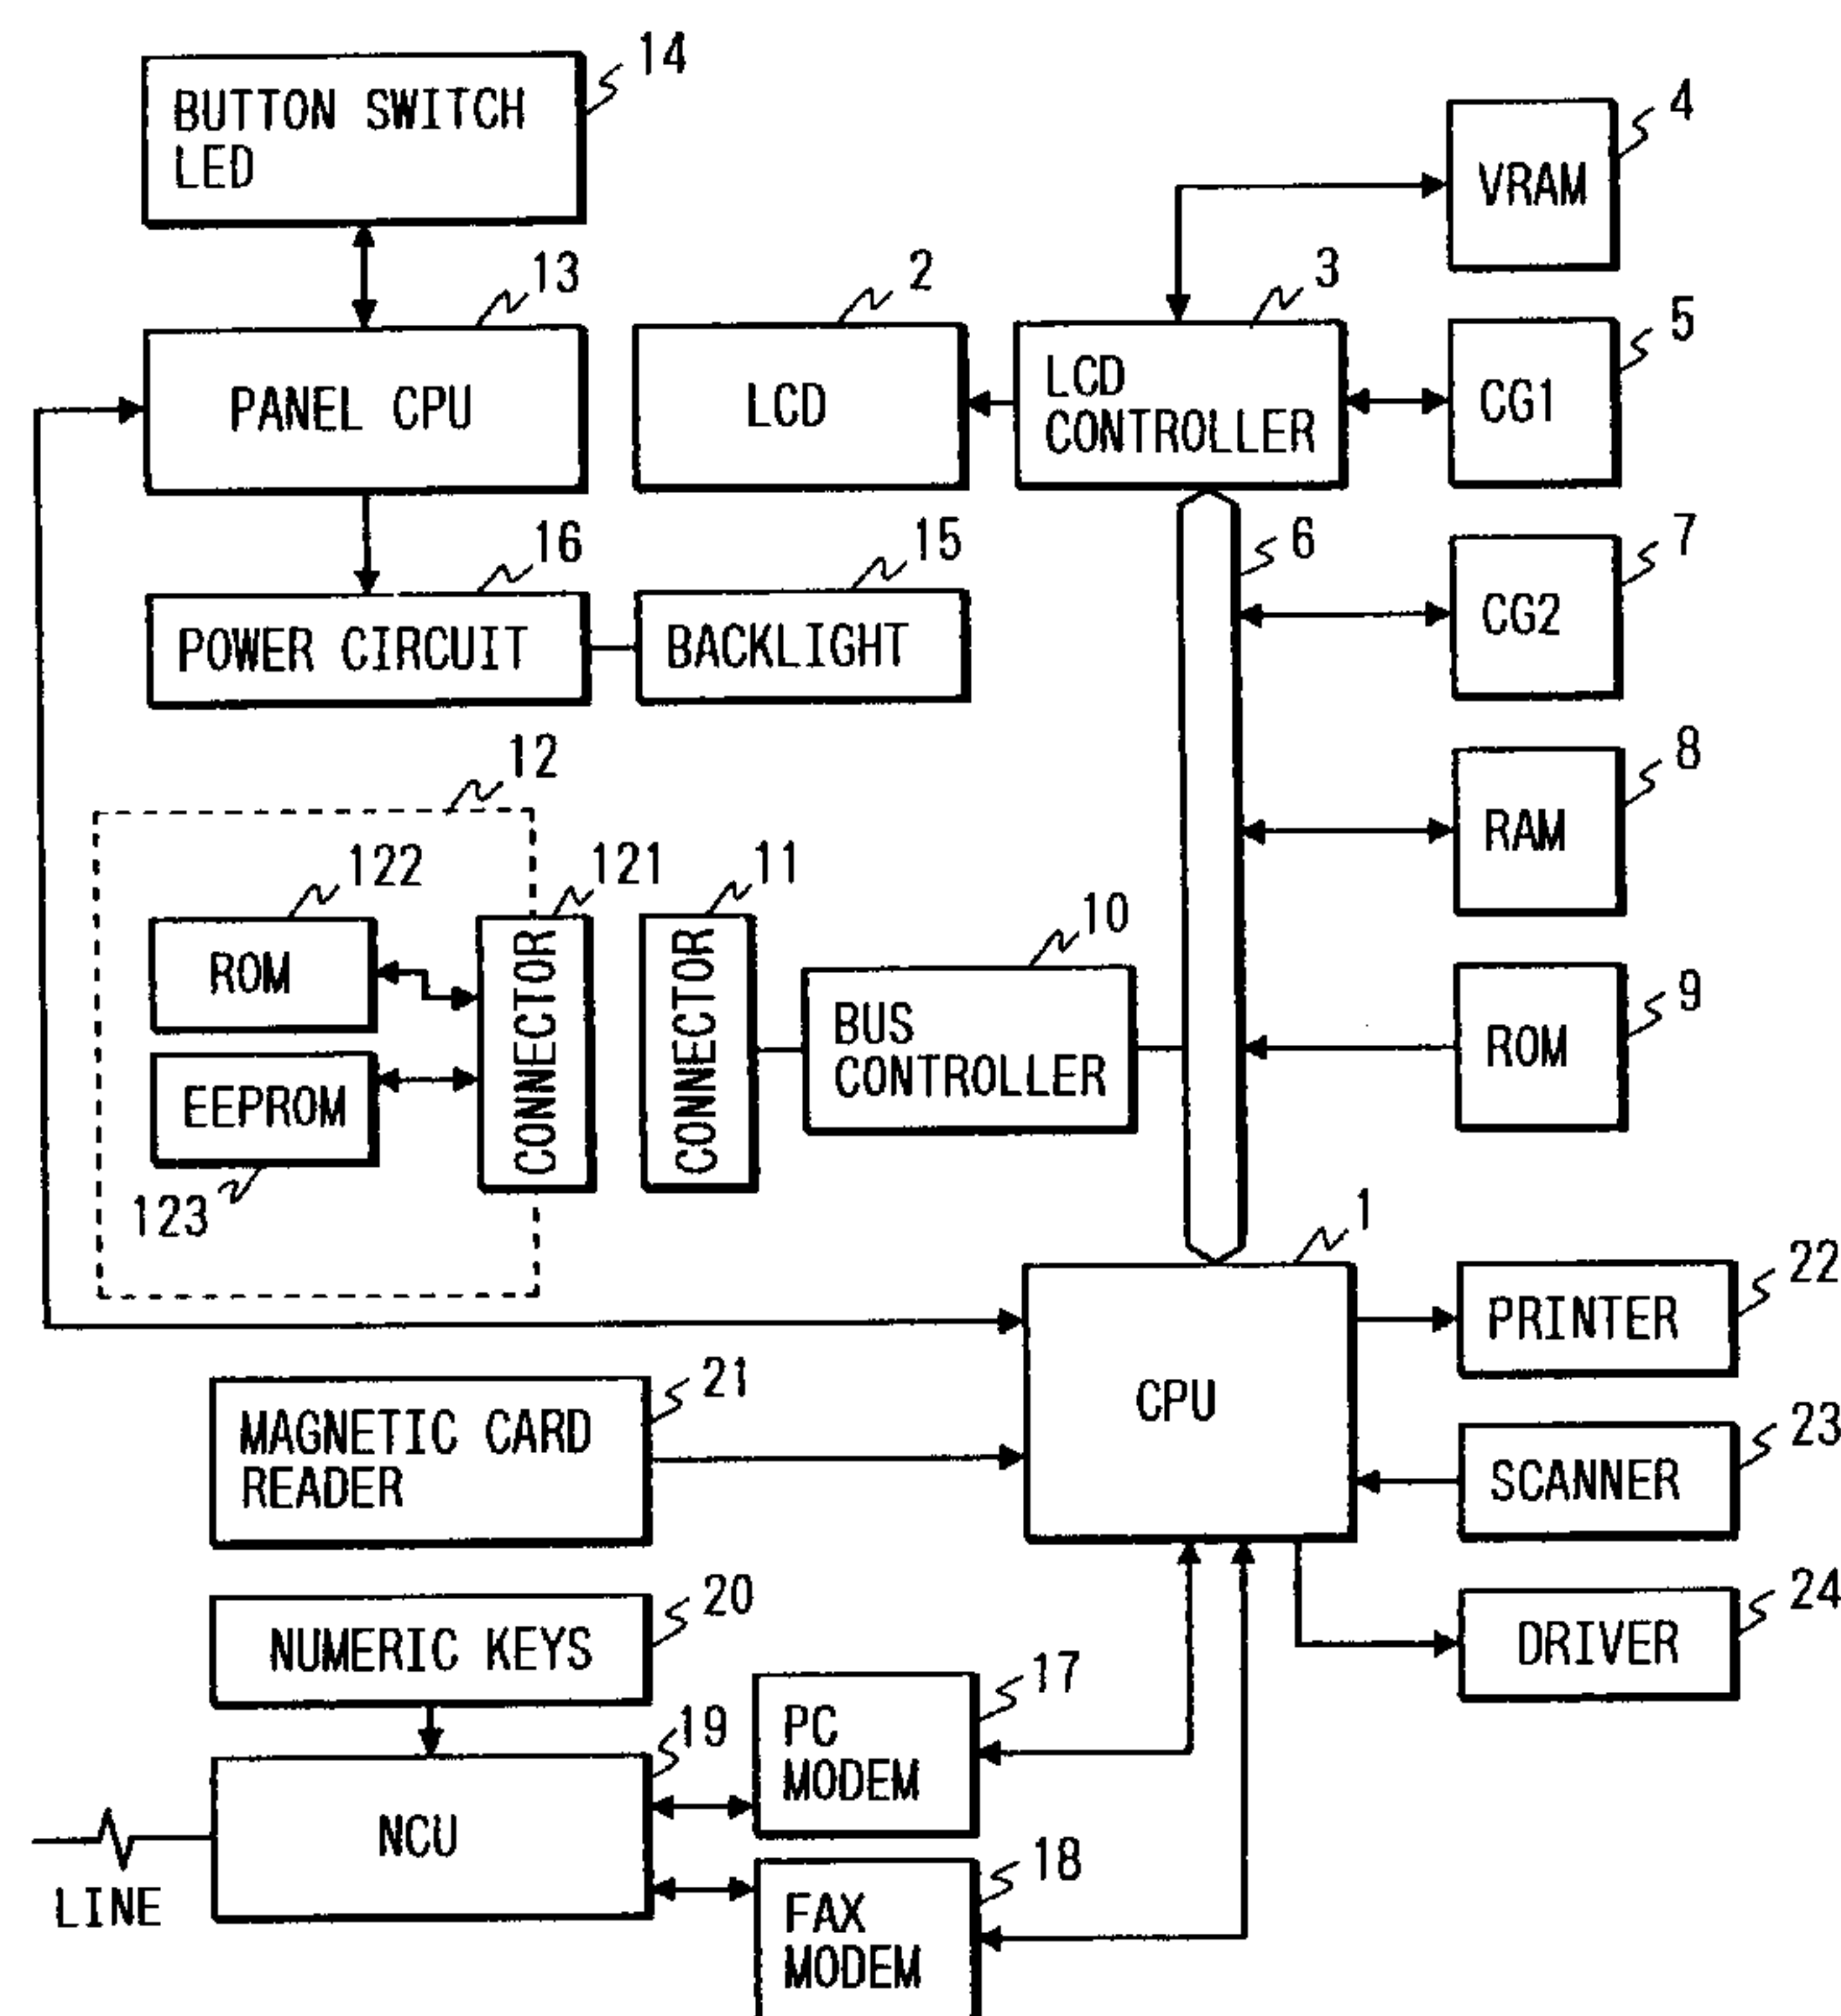 14
BUTTON SWITCH
LED
4
VRAM
13
2
3
5
PANEL CPU
LCD
LCD
CONTROLLER
CG1
16
15
6
7
POWER CIRCUIT
BACKLIGHT
CG2
12
8
RAM
122
121
11
10
ROM
CONNECTOR
CONNECTOR
BUS
CONTROLLER
9
ROM
EEPROM
123
1
22
PRINTER
21
MAGNETIC CARD
READER
CPU
23
SCANNER
20
NUMERIC KEYS
24
DRIVER
17
PC
MODEM
19
NCU
LINE
18
FAX
MODEM